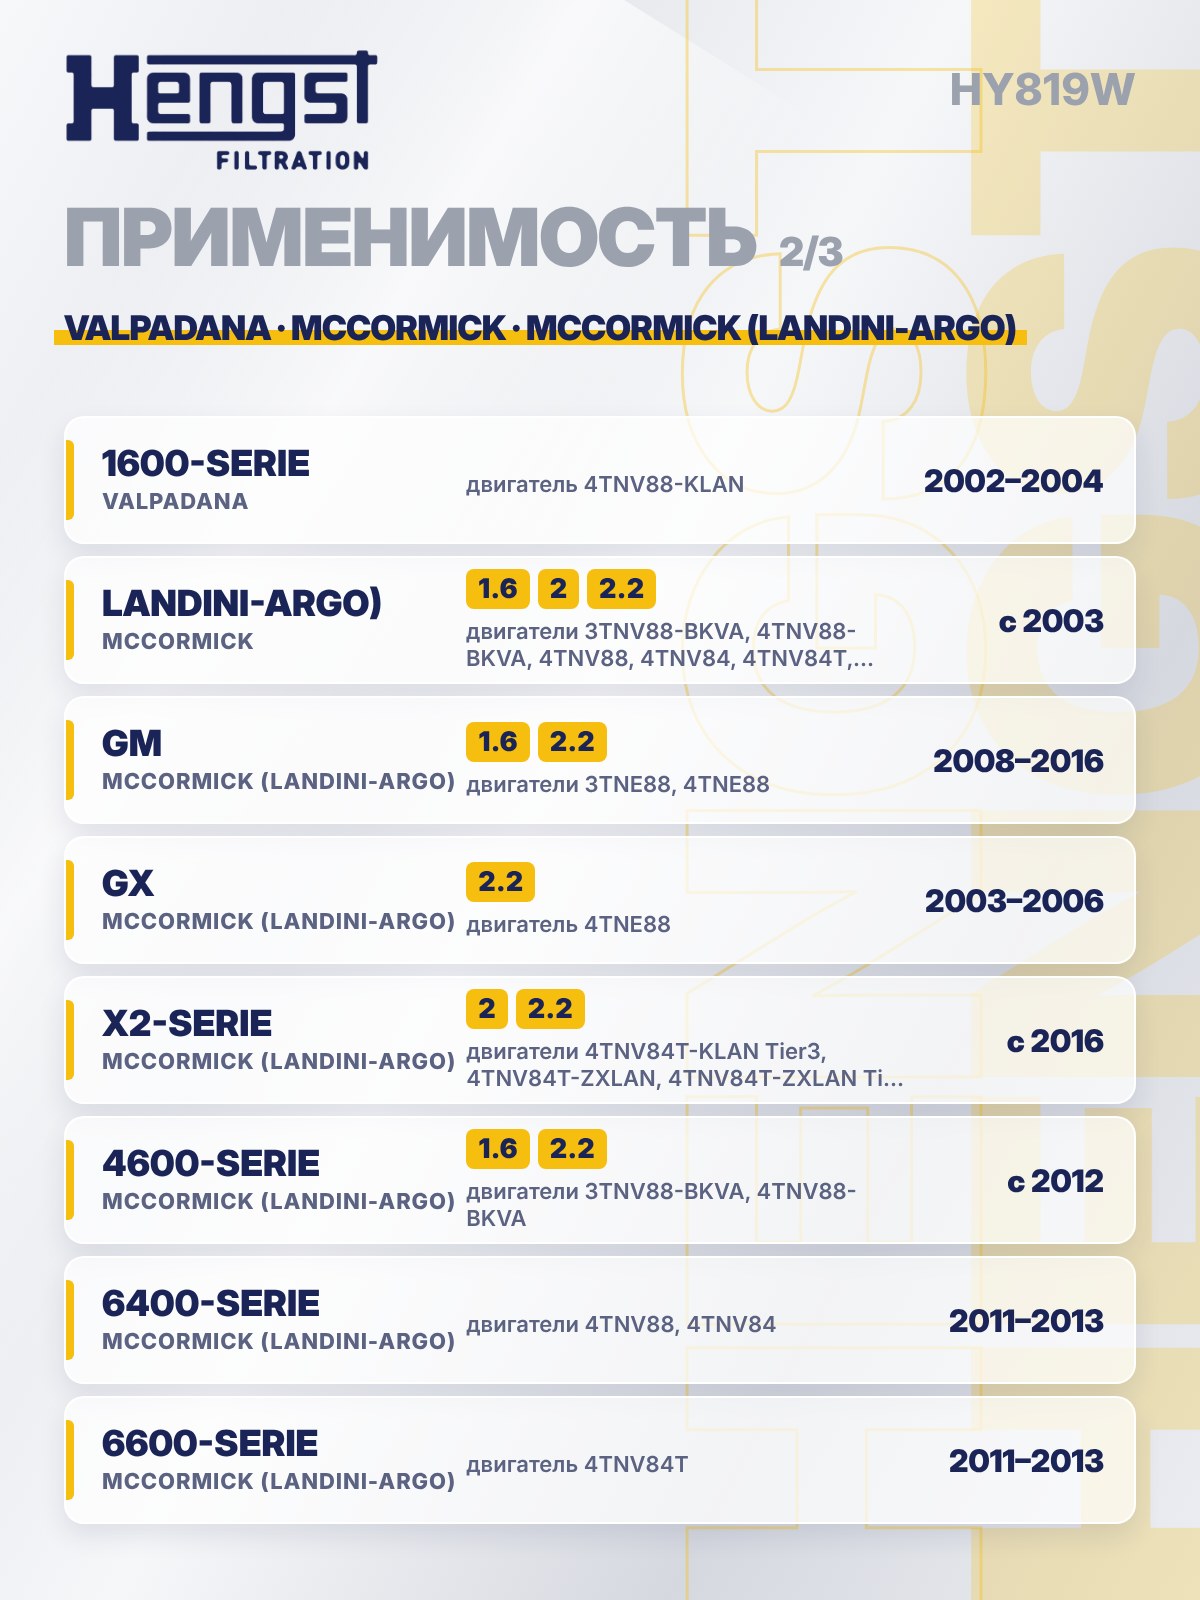 Hengst
FILTRATION
HY819W
ПРИМЕНИМОСТЬ 2/3
VALPADANA · MCCORMICK · MCCORMICK (LANDINI-ARGO)
1600-SERIE
VALPADANA
двигатель 4TNV88-KLAN
2002–2004
LANDINI-ARGO)
MCCORMICK
1.6 2 2.2
двигатели 3TNV88-BKVA, 4TNV88-
BKVA, 4TNV88, 4TNV84, 4TNV84T,...
с 2003
GM
MCCORMICK (LANDINI-ARGO)
1.6 2.2
двигатели 3TNE88, 4TNE88
2008–2016
GX
MCCORMICK (LANDINI-ARGO)
2.2
двигатель 4TNE88
2003–2006
X2-SERIE
MCCORMICK (LANDINI-ARGO)
2 2.2
двигатели 4TNV84T-KLAN Tier3,
4TNV84T-ZXLAN, 4TNV84T-ZXLAN Ti...
с 2016
4600-SERIE
MCCORMICK (LANDINI-ARGO)
1.6 2.2
двигатели 3TNV88-BKVA, 4TNV88-
BKVA
с 2012
6400-SERIE
MCCORMICK (LANDINI-ARGO)
двигатели 4TNV88, 4TNV84
2011–2013
6600-SERIE
MCCORMICK (LANDINI-ARGO)
двигатель 4TNV84T
2011–2013
HENGST
HENGST